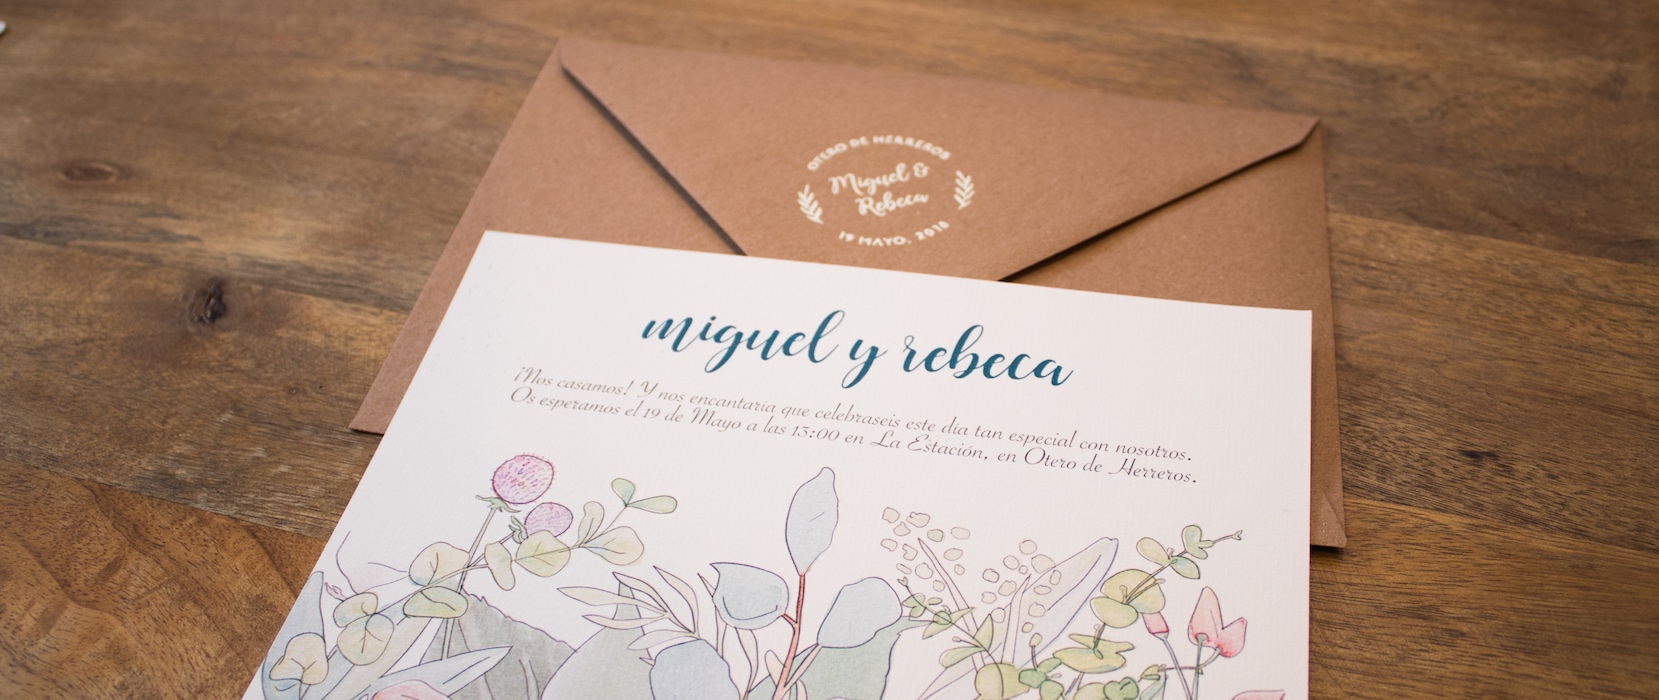 OTERO DE HERREROS
Miguel &
Rebeca
19 MAYO, 2018
miguel y rebeca
¡Nos casamos! Y nos encantaría que celebraseis este día tan especial con nosotros.
Os esperamos el 19 de Mayo a las 13:00 en La Estación, en Otero de Herreros.